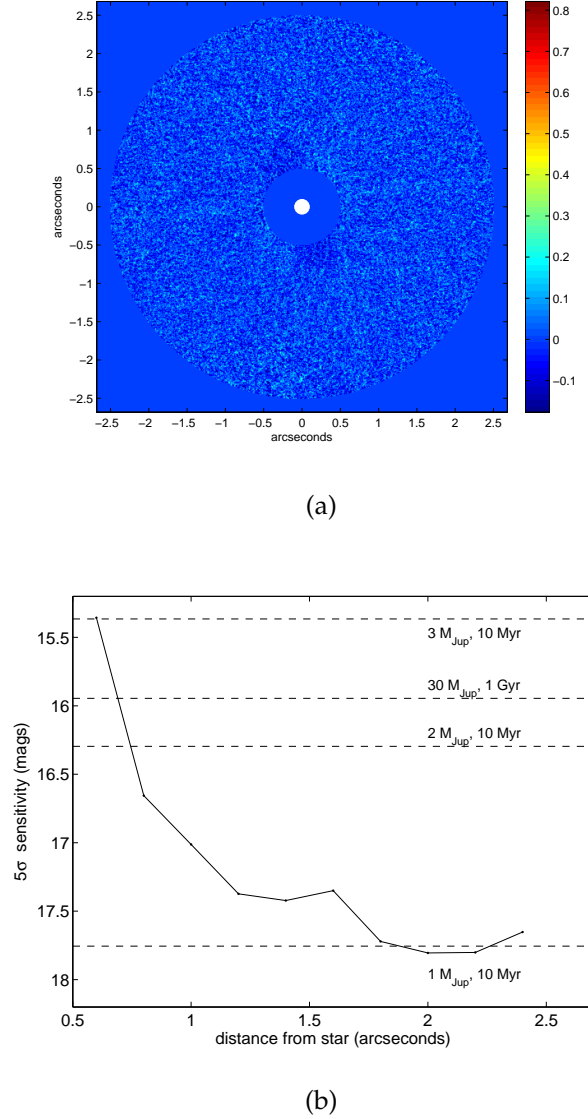 2.5
2
1.5
1
0.5
0
−0.5
−1
−1.5
−2
−2.5
arcseconds
−2.5 −2 −1.5 −1 −0.5 0 0.5 1 1.5 2 2.5
arcseconds
0.8
0.7
0.6
0.5
0.4
0.3
0.2
0.1
0
−0.1
(a)
15.5
16
16.5
17
17.5
18
5σ sensitivity (mags)
3 M_Jup, 10 Myr
30 M_Jup, 1 Gyr
2 M_Jup, 10 Myr
1 M_Jup, 10 Myr
0.5 1 1.5 2 2.5
distance from star (arcseconds)
(b)